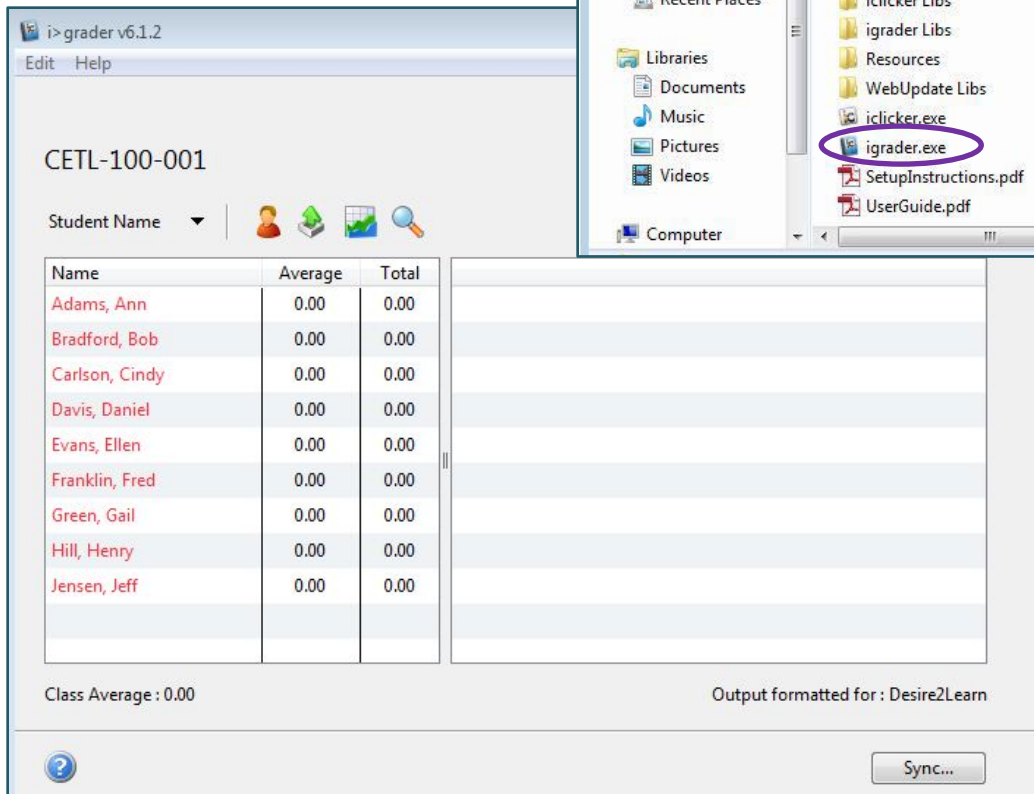 i>grader v6.1.2
Edit Help
CETL-100-001
Student Name
Name Average Total
Adams, Ann 0.00 0.00
Bradford, Bob 0.00 0.00
Carlson, Cindy 0.00 0.00
Davis, Daniel 0.00 0.00
Evans, Ellen 0.00 0.00
Franklin, Fred 0.00 0.00
Green, Gail 0.00 0.00
Hill, Henry 0.00 0.00
Jensen, Jeff 0.00 0.00
Class Average : 0.00
Output formatted for : Desire2Learn
Sync...
Recent Places
Libraries
Documents
Music
Pictures
Videos
Computer
iclicker Libs
igrader Libs
Resources
WebUpdate Libs
iclicker.exe
igrader.exe
SetupInstructions.pdf
UserGuide.pdf